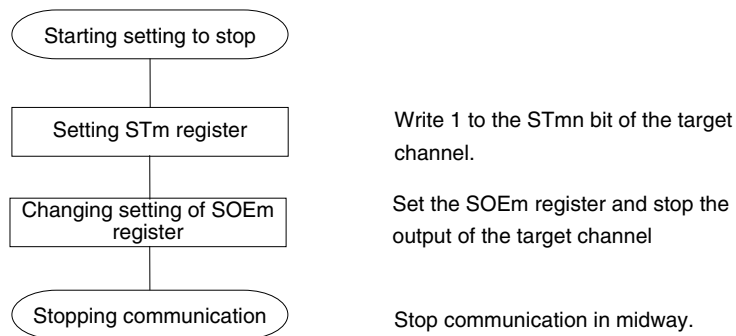 Starting setting to stop
Setting STm register
Write 1 to the STmn bit of the target
channel.
Changing setting of SOEm
register
Set the SOEm register and stop the
output of the target channel
Stopping communication
Stop communication in midway.